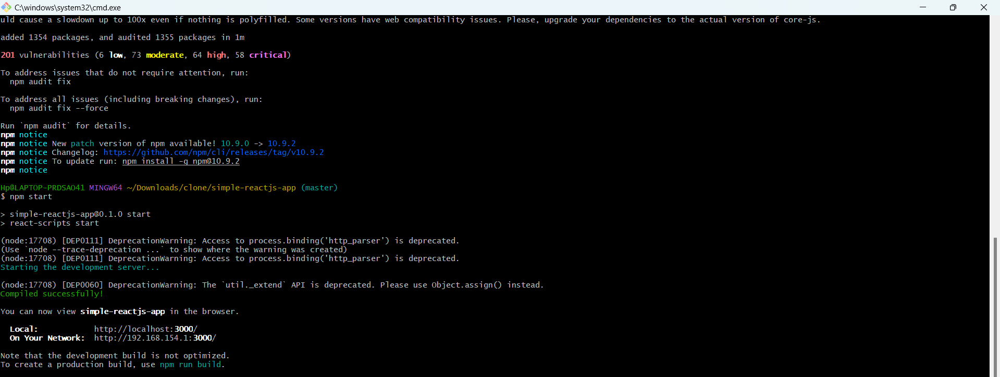 C:\windows\system32\cmd.exe
uld cause a slowdown up to 100x even if nothing is polyfilled. Some versions have web compatibility issues. Please, upgrade your dependencies to the actual version of core-js.
added 1354 packages, and audited 1355 packages in 1m
201 vulnerabilities (6 low, 73 moderate, 64 high, 58 critical)
To address issues that do not require attention, run:
  npm audit fix
To address all issues (including breaking changes), run:
  npm audit fix --force
Run `npm audit` for details.
npm notice
npm notice New patch version of npm available! 10.9.0 -> 10.9.2
npm notice Changelog: https://github.com/npm/cli/releases/tag/v10.9.2
npm notice To update run: npm install -g npm@10.9.2
npm notice
Hp@LAPTOP-PRDSAO41 MINGW64 ~/Downloads/clone/simple-reactjs-app (master)
$ npm start
> simple-reactjs-app@0.1.0 start
> react-scripts start
(node:17708) [DEP0111] DeprecationWarning: Access to process.binding('http_parser') is deprecated.
(Use `node --trace-deprecation ...` to show where the warning was created)
(node:17708) [DEP0111] DeprecationWarning: Access to process.binding('http_parser') is deprecated.
Starting the development server...
(node:17708) [DEP0060] DeprecationWarning: The `util._extend` API is deprecated. Please use Object.assign() instead.
Compiled successfully!
You can now view simple-reactjs-app in the browser.
  Local:            http://localhost:3000/
  On Your Network:  http://192.168.154.1:3000/
Note that the development build is not optimized.
To create a production build, use npm run build.